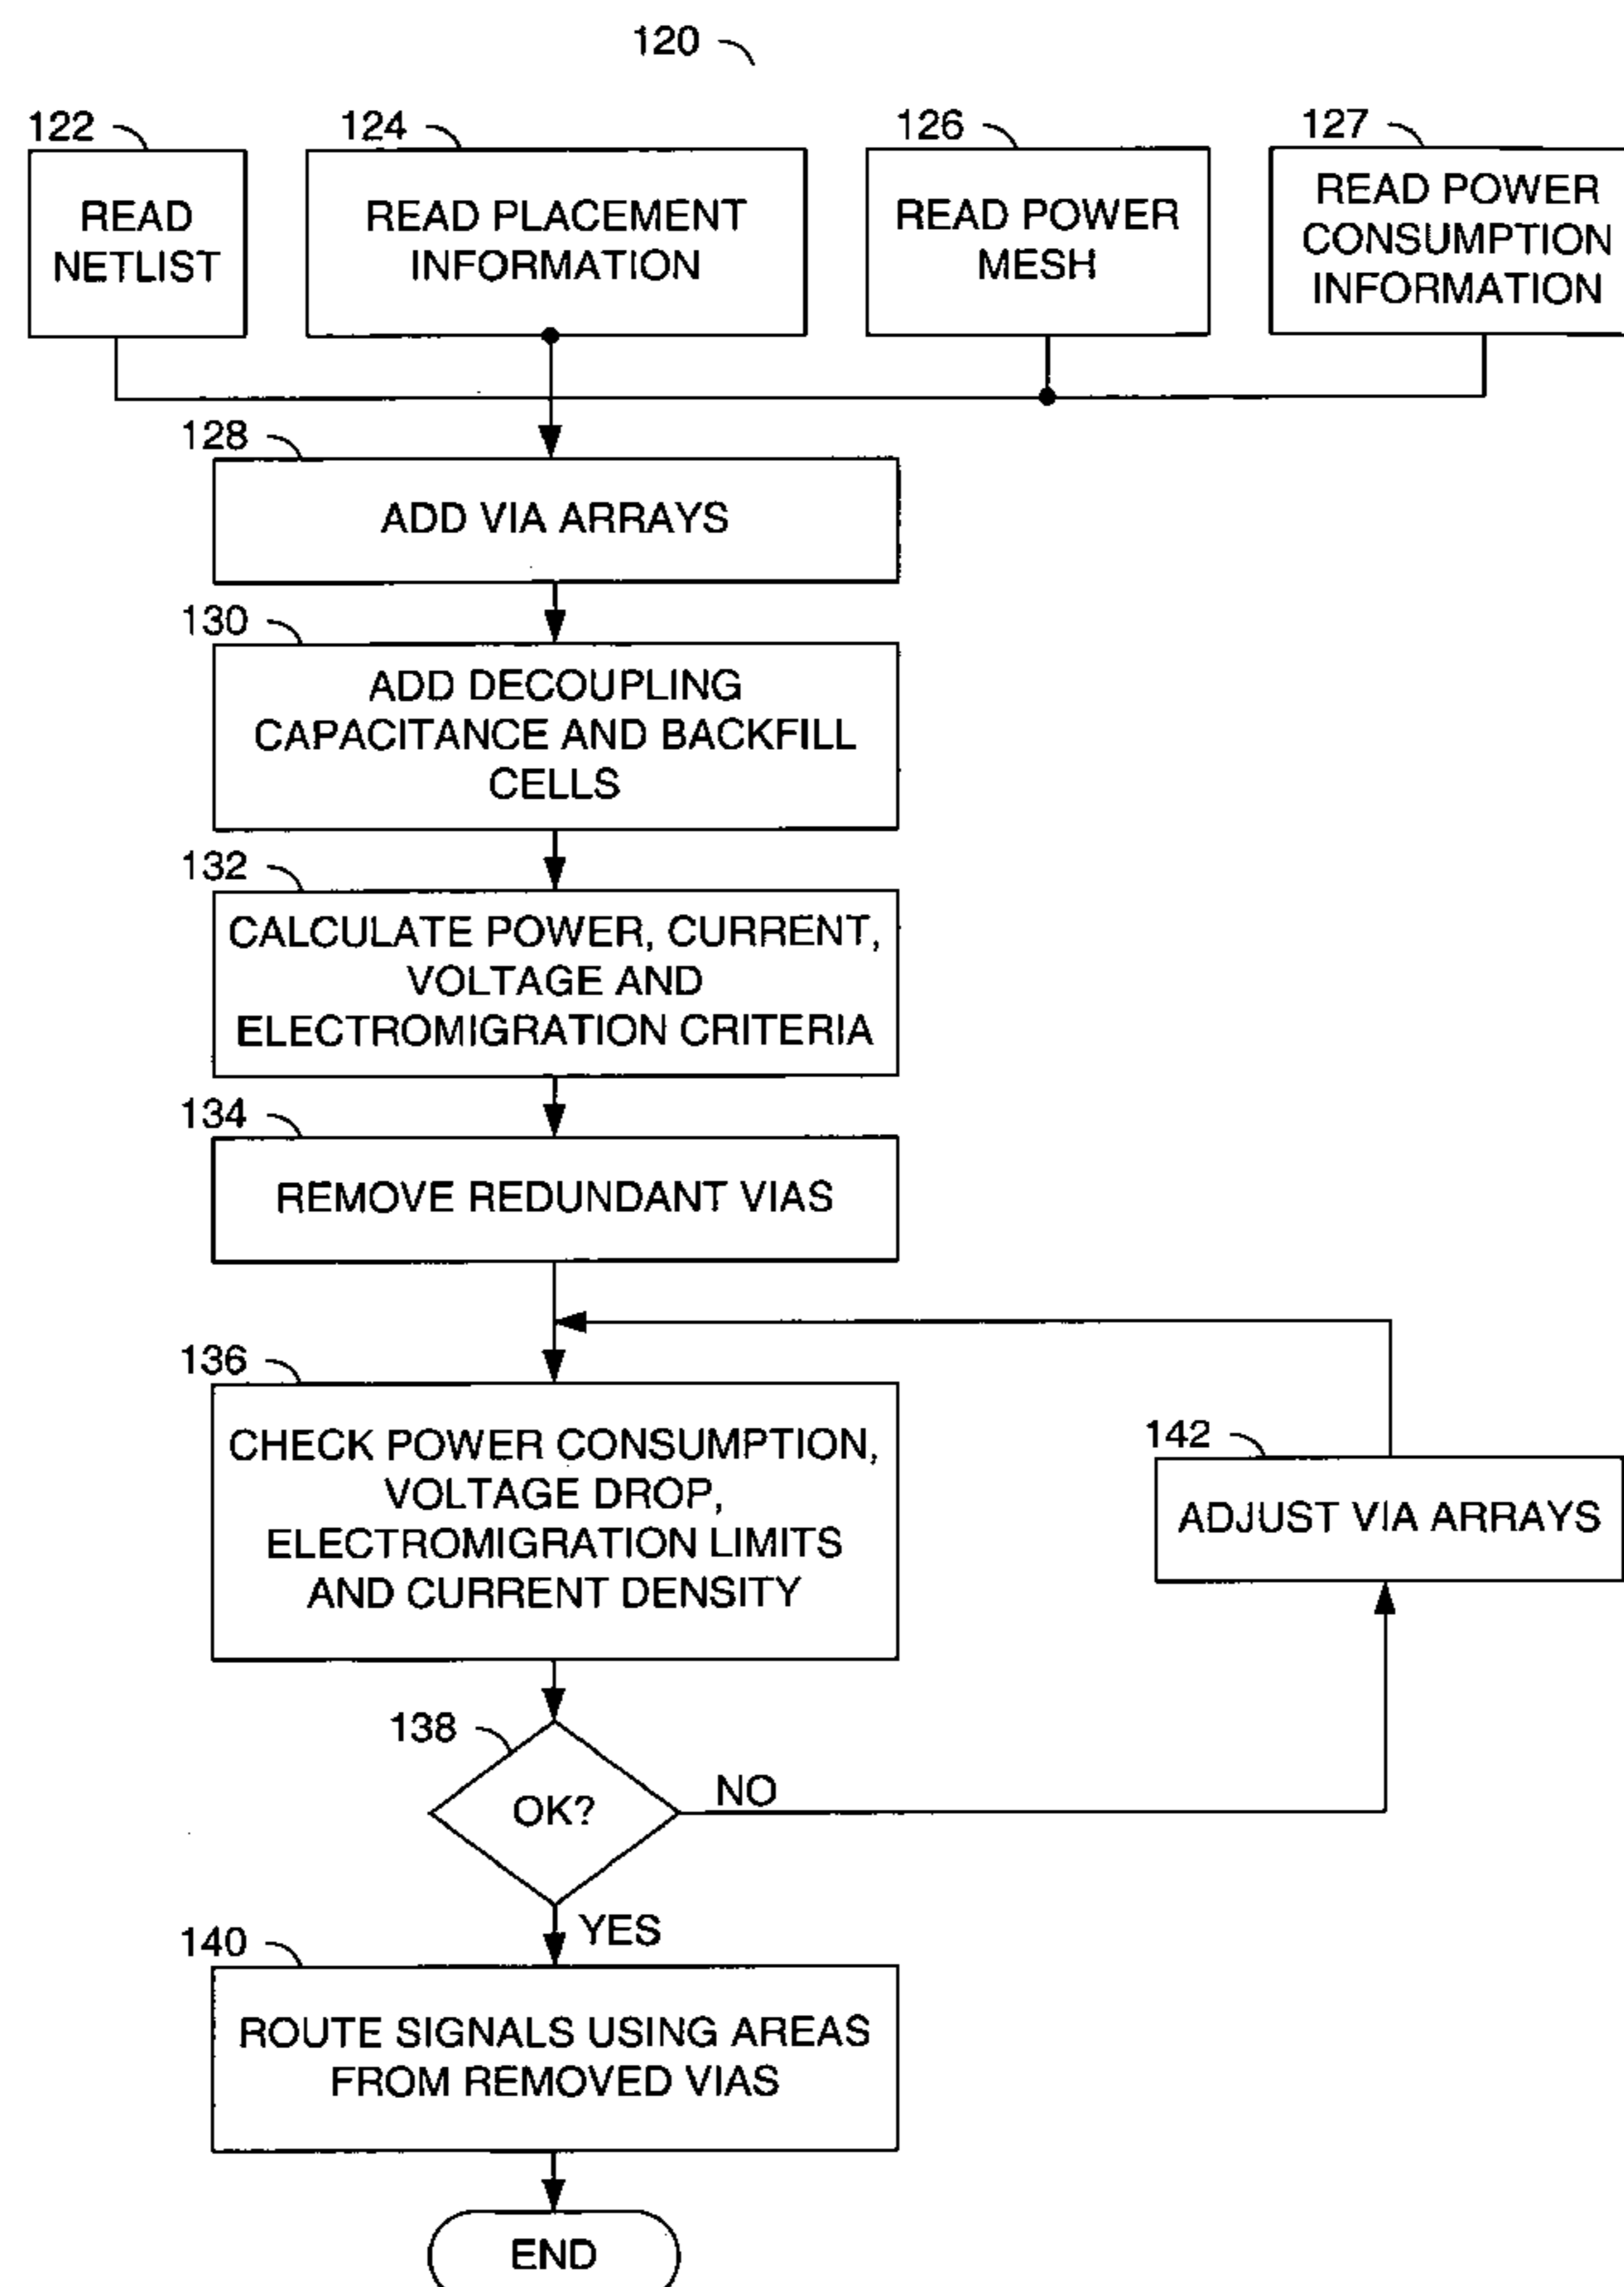 120
122
READ
NETLIST
124
READ PLACEMENT
INFORMATION
126
READ POWER
MESH
127
READ POWER
CONSUMPTION
INFORMATION
128
ADD VIA ARRAYS
130
ADD DECOUPLING
CAPACITANCE AND BACKFILL
CELLS
132
CALCULATE POWER, CURRENT,
VOLTAGE AND
ELECTROMIGRATION CRITERIA
134
REMOVE REDUNDANT VIAS
136
CHECK POWER CONSUMPTION,
VOLTAGE DROP,
ELECTROMIGRATION LIMITS
AND CURRENT DENSITY
142
ADJUST VIA ARRAYS
138
OK?
NO
YES
140
ROUTE SIGNALS USING AREAS
FROM REMOVED VIAS
END